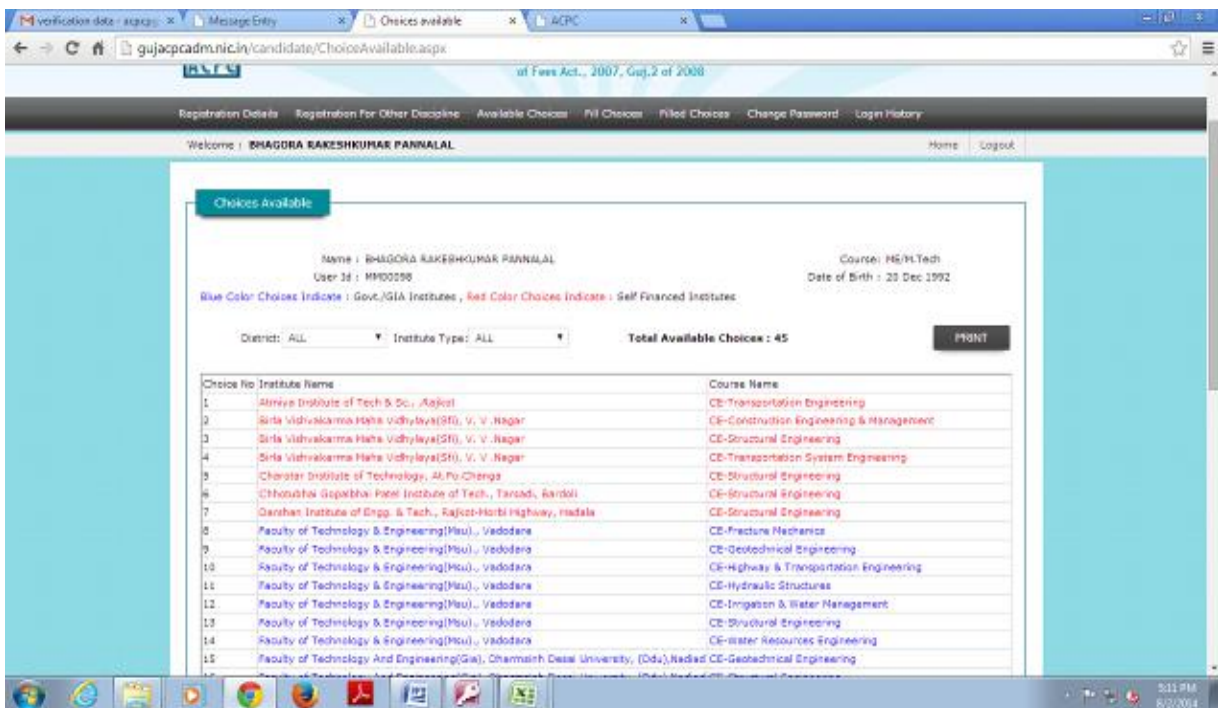 verification data - acpcpg
Message Entry
Choices available
ACPC
gujacpcadm.nic.in/candidate/ChoiceAvailable.aspx
ACPC
of Fees Act., 2007, Guj.2 of 2008
Registration Details Registration For Other Discipline Available Choices Fill Choices Filled Choices Change Password Login History
Welcome : BHAGORA RAKESHKUMAR PANNALAL Home Logout
Choices Available
Name : BHAGORA RAKESHKUMAR PANNALAL Course: ME/M.Tech
User Id : MM00098 Date of Birth : 20 Dec 1992
Blue Color Choices Indicate : Govt./GIA Institutes , Red Color Choices Indicate : Self Financed Institutes
District: ALL Institute Type: ALL Total Available Choices : 45 PRINT
Choice No Institute Name Course Name
1 Atmiya Institute of Tech & Sc., ,Rajkot CE-Transportation Engineering
2 Birla Vishvakarma Maha Vidhylaya(Sfi), V. V .Nagar CE-Construction Engineering & Management
3 Birla Vishvakarma Maha Vidhylaya(Sfi), V. V .Nagar CE-Structural Engineering
4 Birla Vishvakarma Maha Vidhylaya(Sfi), V. V .Nagar CE-Transportation System Engineering
5 Charotar Institute of Technology, At.Po.Changa CE-Structural Engineering
6 Chhotubhai Gopalbhai Patel Institute of Tech., Tarsadi, Bardoli CE-Structural Engineering
7 Darshan Institute of Engg. & Tech., Rajkot-Morbi Highway, Hadala CE-Structural Engineering
8 Faculty of Technology & Engineering(Msu)., Vadodara CE-Fracture Mechanics
9 Faculty of Technology & Engineering(Msu)., Vadodara CE-Geotechnical Engineering
10 Faculty of Technology & Engineering(Msu)., Vadodara CE-Highway & Transportation Engineering
11 Faculty of Technology & Engineering(Msu)., Vadodara CE-Hydraulic Structures
12 Faculty of Technology & Engineering(Msu)., Vadodara CE-Irrigation & Water Management
13 Faculty of Technology & Engineering(Msu)., Vadodara CE-Structural Engineering
14 Faculty of Technology & Engineering(Msu)., Vadodara CE-Water Resources Engineering
15 Faculty of Technology And Engineering(Gia), Dharmsinh Desai University, (Ddu),Nadiad CE-Geotechnical Engineering
5:11 PM
8/2/2014